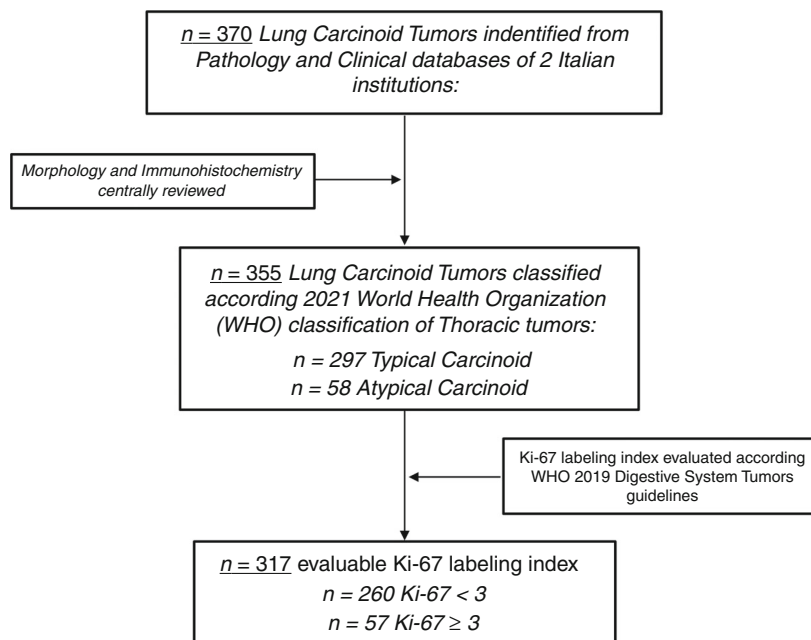 n = 370 Lung Carcinoid Tumors indentified from
Pathology and Clinical databases of 2 Italian
institutions:
Morphology and Immunohistochemistry
centrally reviewed
n = 355 Lung Carcinoid Tumors classified
according 2021 World Health Organization
(WHO) classification of Thoracic tumors:
n = 297 Typical Carcinoid
n = 58 Atypical Carcinoid
Ki-67 labeling index evaluated according
WHO 2019 Digestive System Tumors
guidelines
n = 317 evaluable Ki-67 labeling index
n = 260 Ki-67 < 3
n = 57 Ki-67 ≥ 3